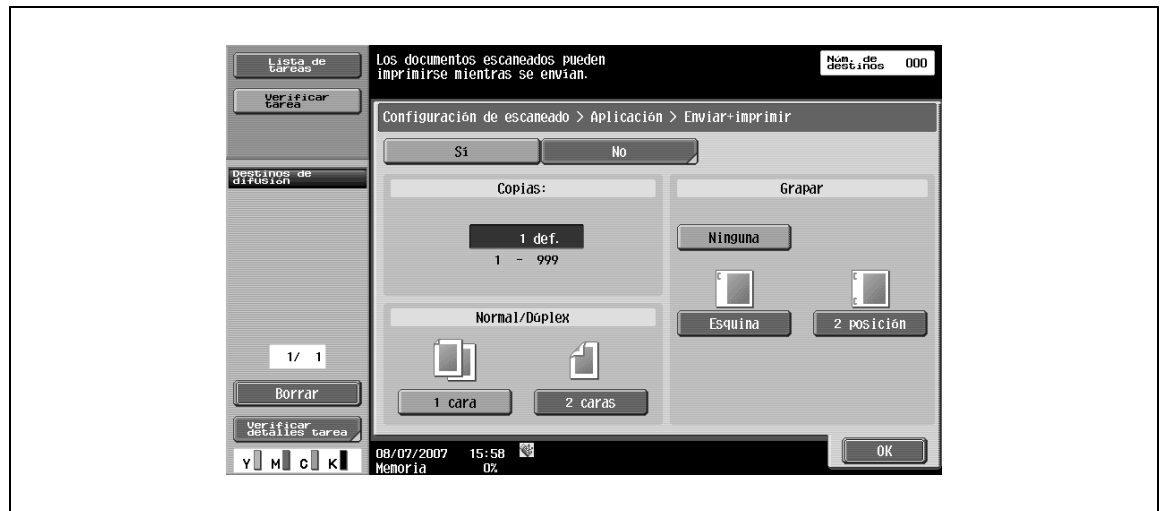 Lista de
tareas
Verificar
tarea
Destinos de
difusión
1/ 1
Borrar
Verificar
detalles tarea
Y M C K
Los documentos escaneados pueden
imprimirse mientras se envían.
Núm. de
destinos 000
Configuración de escaneado > Aplicación > Enviar+imprimir
Sí No
Copias:
1 def.
1 - 999
Normal/Dúplex
1 cara 2 caras
Grapar
Ninguna
Esquina 2 posición
08/07/2007 15:58
Memoria 0%
OK